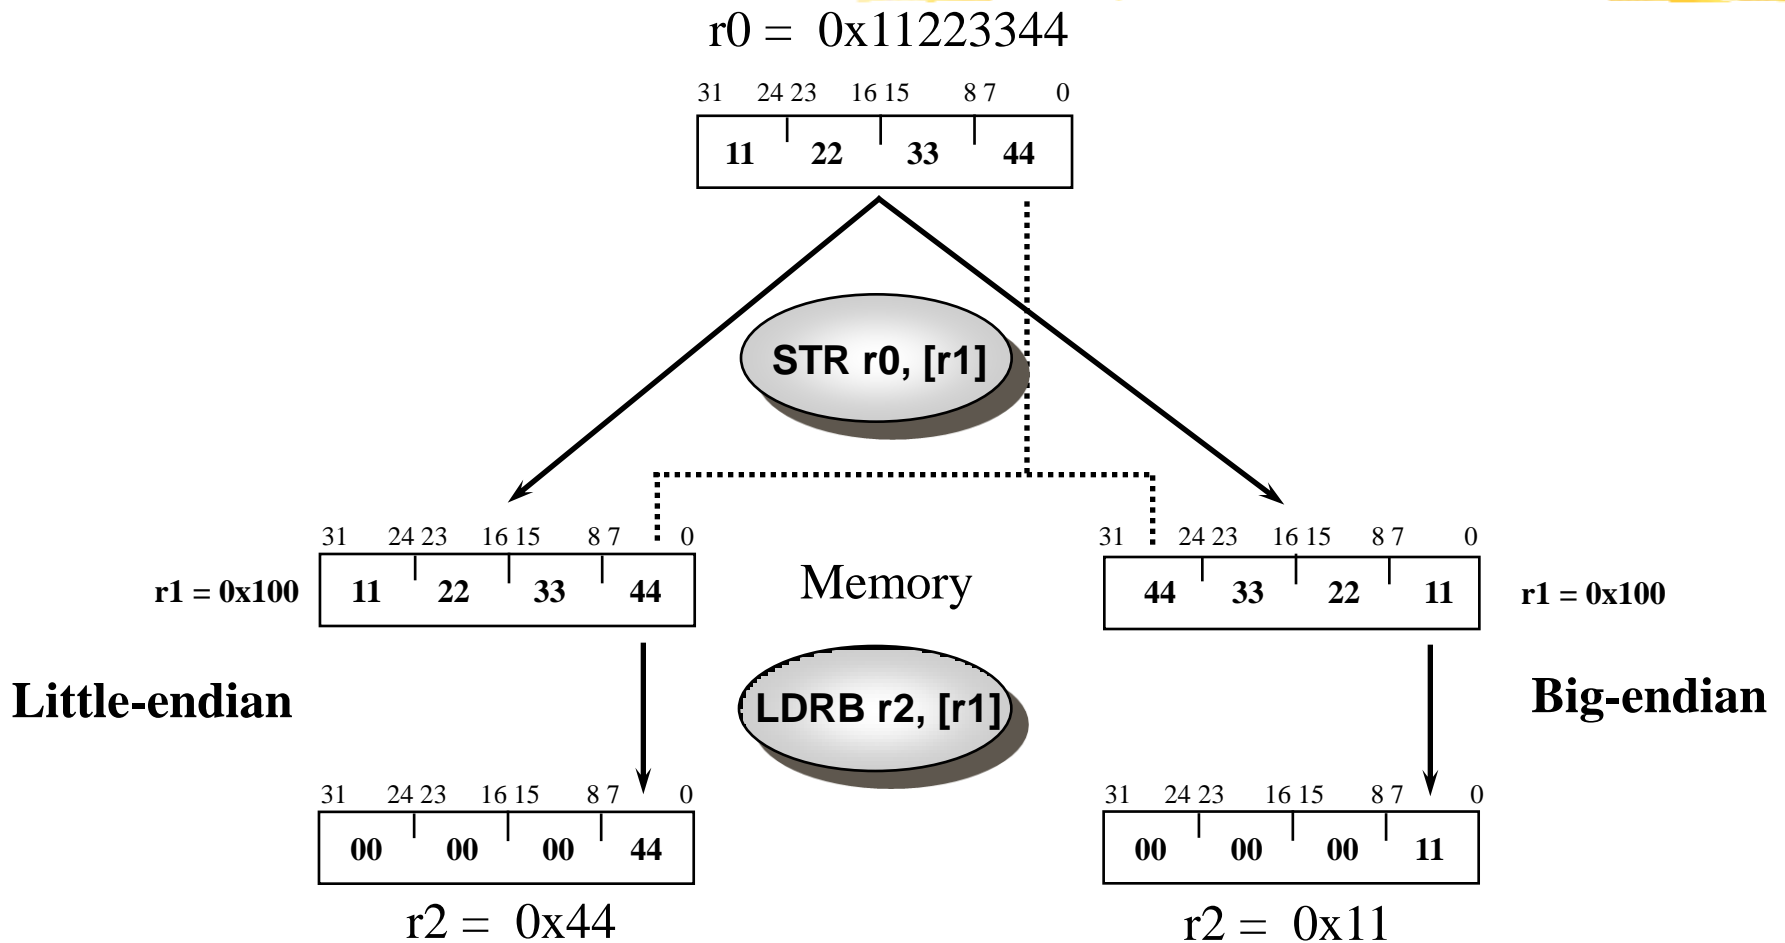 r0 = 0x11223344
31 24 23 16 15 8 7 0
11 22 33 44
STR r0, [r1]
31 24 23 16 15 8 7 0
31 24 23 16 15 8 7 0
r1 = 0x100
11 22 33 44
Memory
44 33 22 11
r1 = 0x100
Little-endian
LDRB r2, [r1]
Big-endian
31 24 23 16 15 8 7 0
31 24 23 16 15 8 7 0
00 00 00 44
00 00 00 11
r2 = 0x44
r2 = 0x11